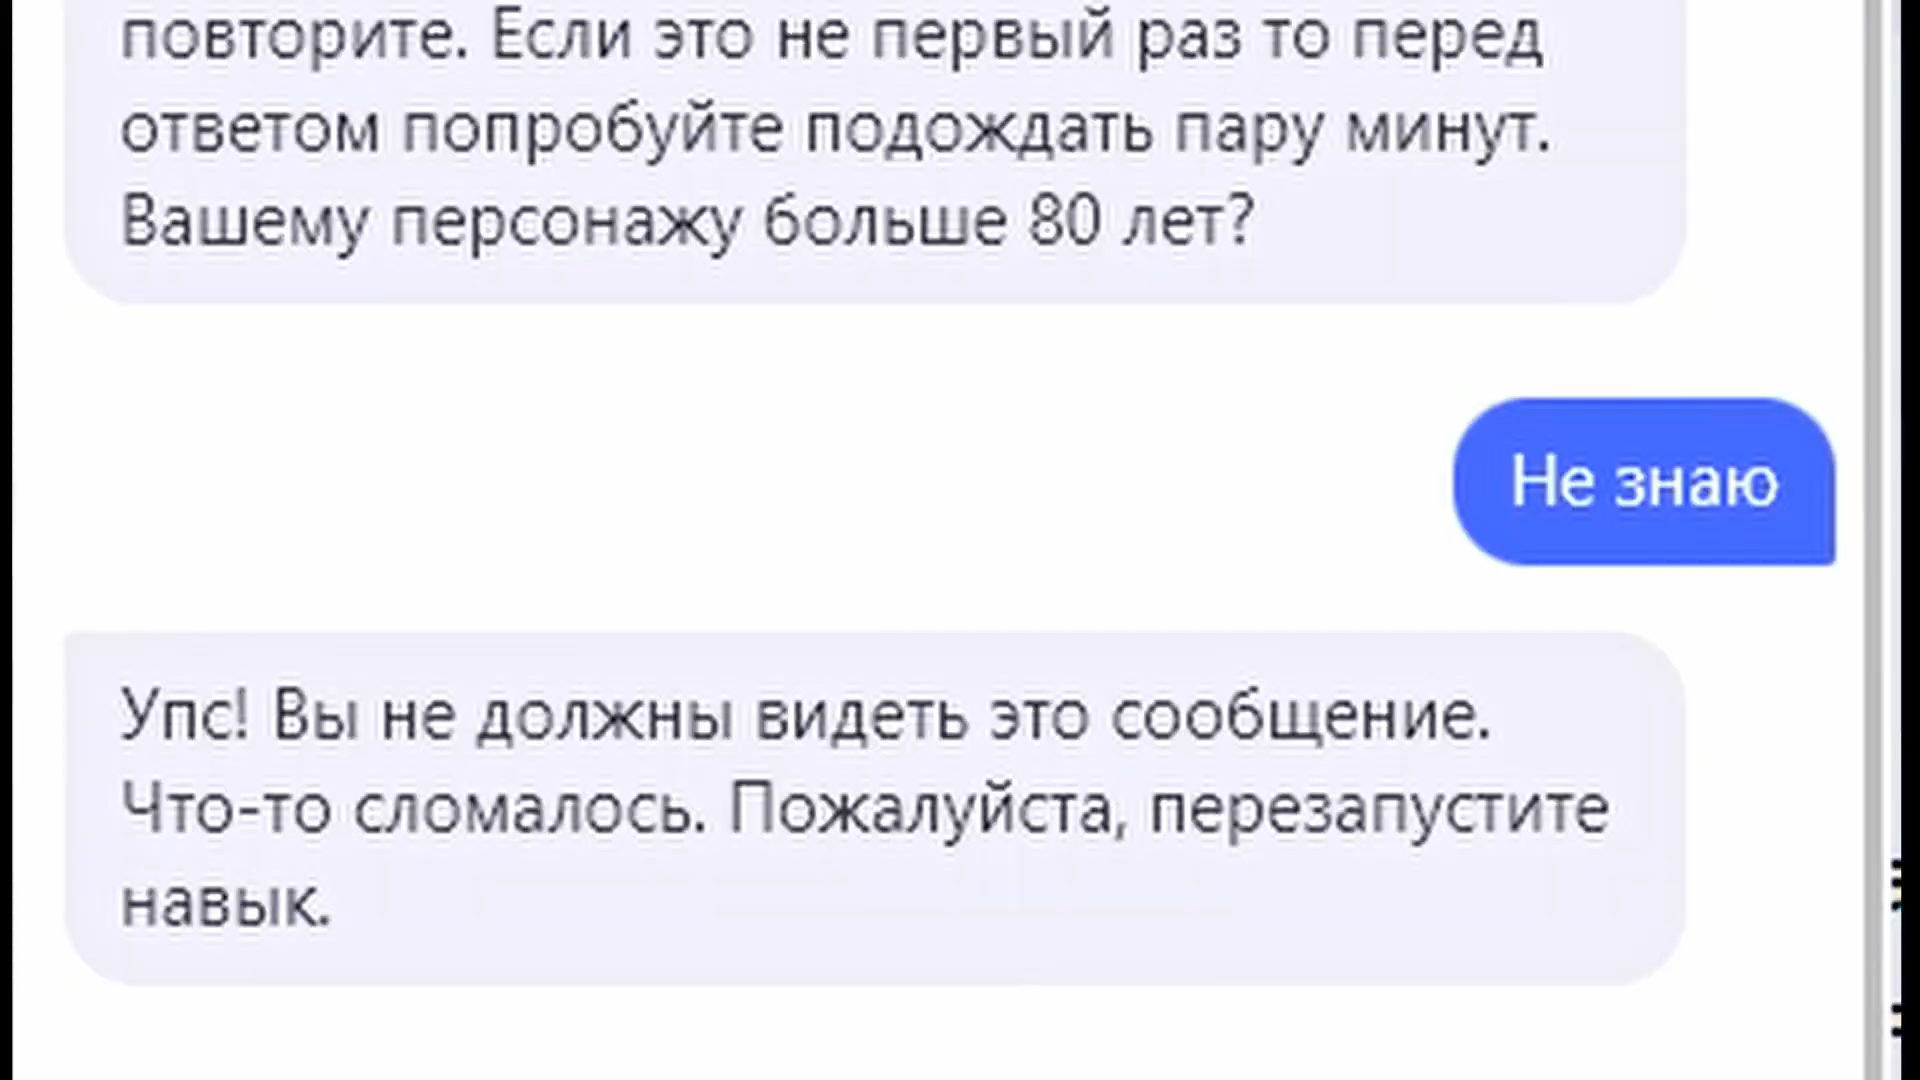 повторите. Если это не первый раз то перед
ответом попробуйте подождать пару минут.
Вашему персонажу больше 80 лет?
Не знаю
Упс! Вы не должны видеть это сообщение.
Что-то сломалось. Пожалуйста, перезапустите
навык.